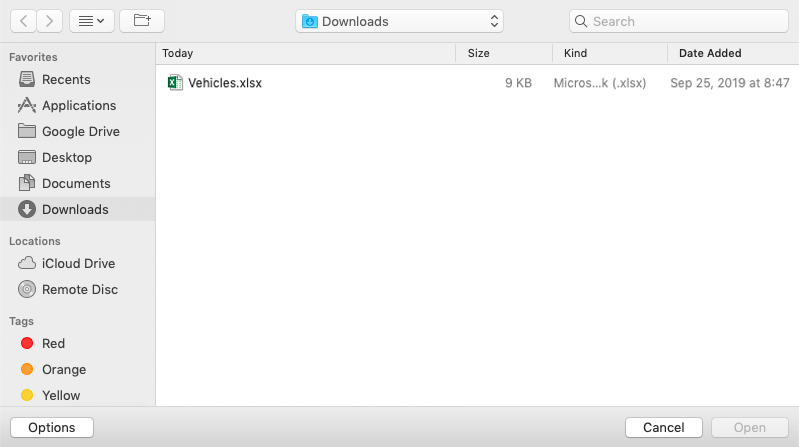 Downloads
Search
Favorites
Recents
Applications
Google Drive
Desktop
Documents
Downloads
Locations
iCloud Drive
Remote Disc
Tags
Red
Orange
Yellow
Today Size Kind Date Added
Vehicles.xlsx 9 KB Micros...k (.xlsx) Sep 25, 2019 at 8:47
Options Cancel Open